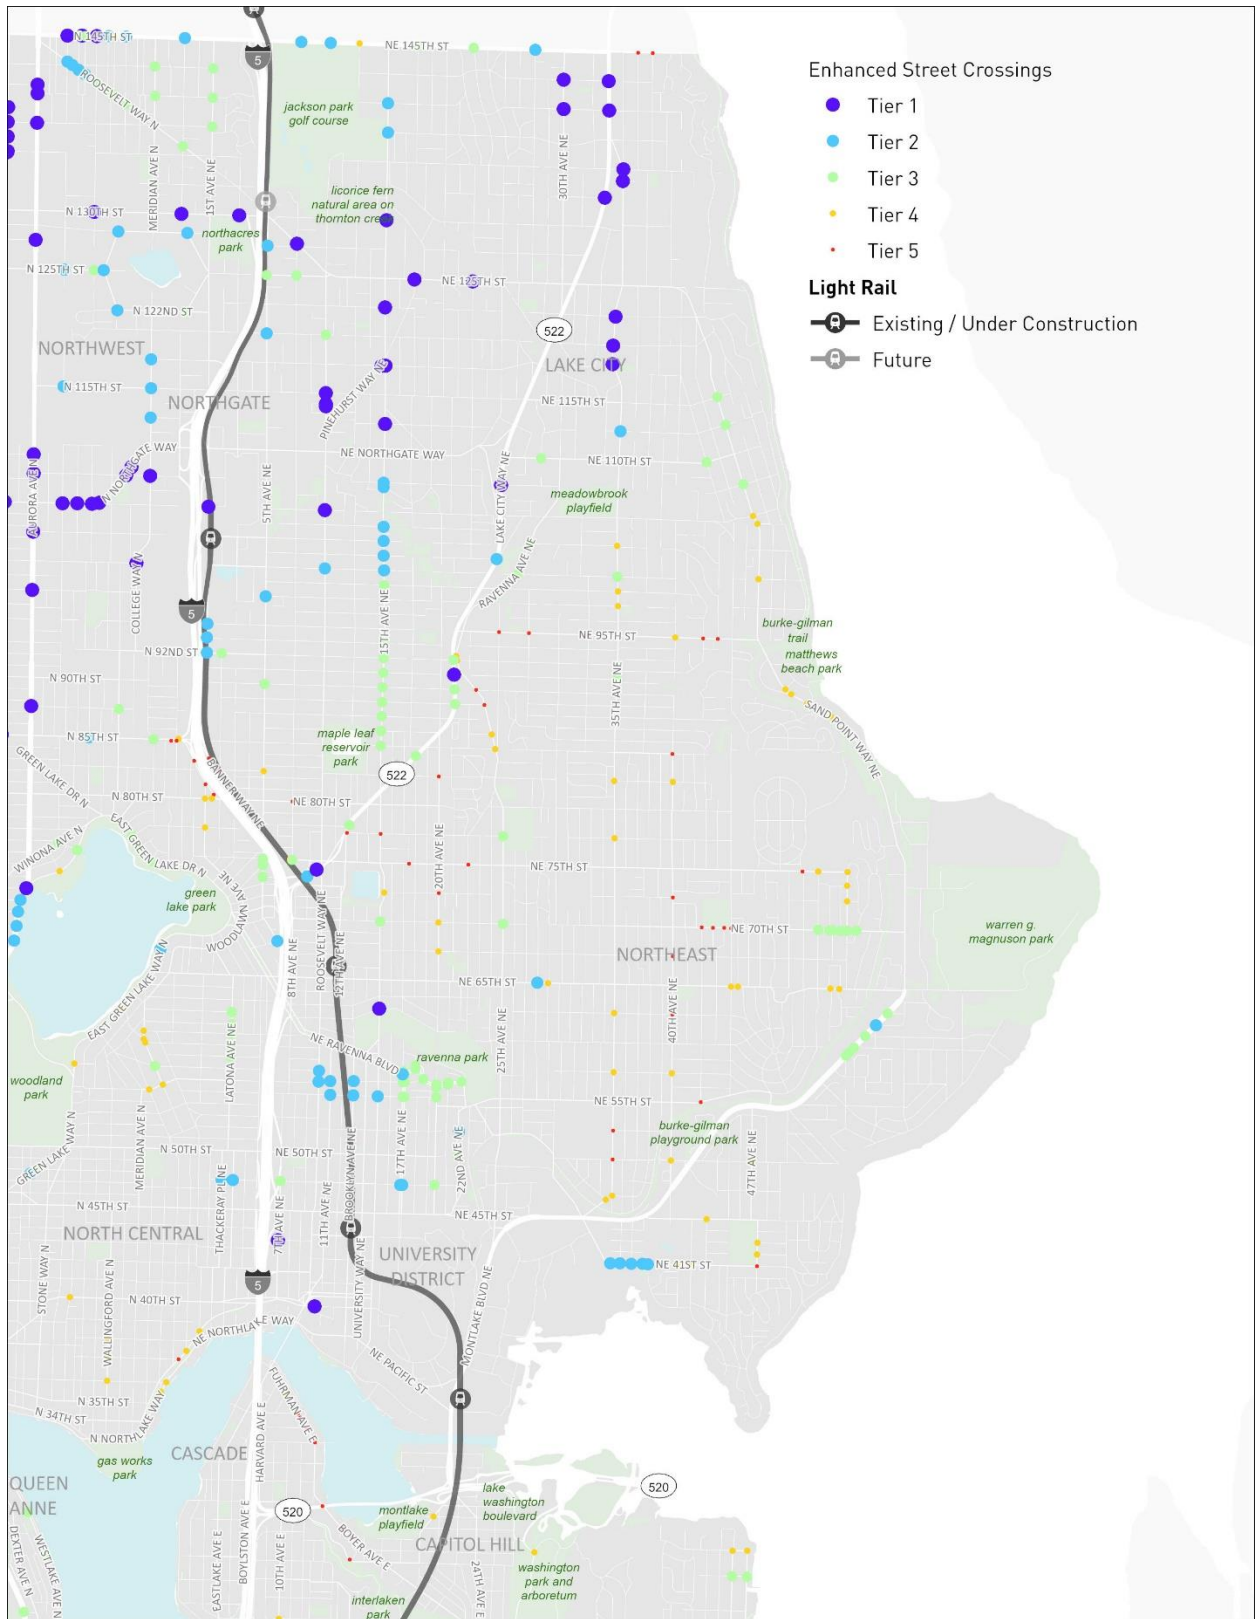 N 145TH ST
NE 145TH ST
5
ROOSEVELT WAY N
jackson park
golf course
Enhanced Street Crossings
Tier 1
Tier 2
Tier 3
Tier 4
Tier 5
Light Rail
Existing / Under Construction
Future
MERIDIAN AVE N
1ST AVE NE
30TH AVE NE
licorice fern
natural area on
thornton creek
N 130TH ST
northacres
park
N 125TH ST
NE 125TH ST
N 122ND ST
522
NORTHWEST
LAKE CITY
N 115TH ST
NORTHGATE
PINEHURST WAY NE
NE 115TH ST
N NORTHGATE WAY
NE NORTHGATE WAY
NE 110TH ST
AURORA AVE N
5TH AVE NE
LAKE CITY WAY NE
meadowbrook
playfield
COLLEGE WAY N
RAVENNA AVE NE
5
15TH AVE NE
NE 95TH ST
burke-gilman
trail
matthews
beach park
N 92ND ST
N 90TH ST
35TH AVE NE
SAND POINT WAY NE
N 85TH ST
maple leaf
reservoir
park
522
GREEN LAKE DR N
BANNER WAY NE
N 80TH ST
NE 80TH ST
WINONA AVE N
EAST GREEN LAKE DR N
20TH AVE NE
NE 75TH ST
green
lake park
WOODLAWN AVE NE
ROOSEVELT WAY NE
12TH AVE NE
8TH AVE NE
NE 70TH ST
warren g.
magnuson park
NORTHEAST
EAST GREEN LAKE WAY N
NE 65TH ST
40TH AVE NE
25TH AVE NE
LATONA AVE NE
NE RAVENNA BLVD
ravenna park
woodland
park
NE 55TH ST
GREEN LAKE WAY N
MERIDIAN AVE N
burke-gilman
playground park
N 50TH ST
NE 50TH ST
17TH AVE NE
22ND AVE NE
47TH AVE NE
BROOKLYN AVE NE
THACKERAY PL NE
N 45TH ST
7TH AVE NE
11TH AVE NE
NE 45TH ST
NORTH CENTRAL
UNIVERSITY
DISTRICT
NE 41ST ST
5
STONE WAY N
WALLINGFORD AVE N
N 40TH ST
UNIVERSITY WAY NE
MONTLAKE BLVD NE
NE NORTHLAKE WAY
NE PACIFIC ST
N 35TH ST
N 34TH ST
N NORTHLAKE WAY
FUHRMAN AVE E
HARVARD AVE E
gas works
park
CASCADE
QUEEN
ANNE
520
520
lake
washington
boulevard
montlake
playfield
CAPITOL HILL
BOYER AVE E
DEXTER AVE N
WESTLAKE AVE N
EASTLAKE AVE E
BOYLSTON AVE E
10TH AVE E
24TH AVE E
washington
park and
arboretum
interlaken
park